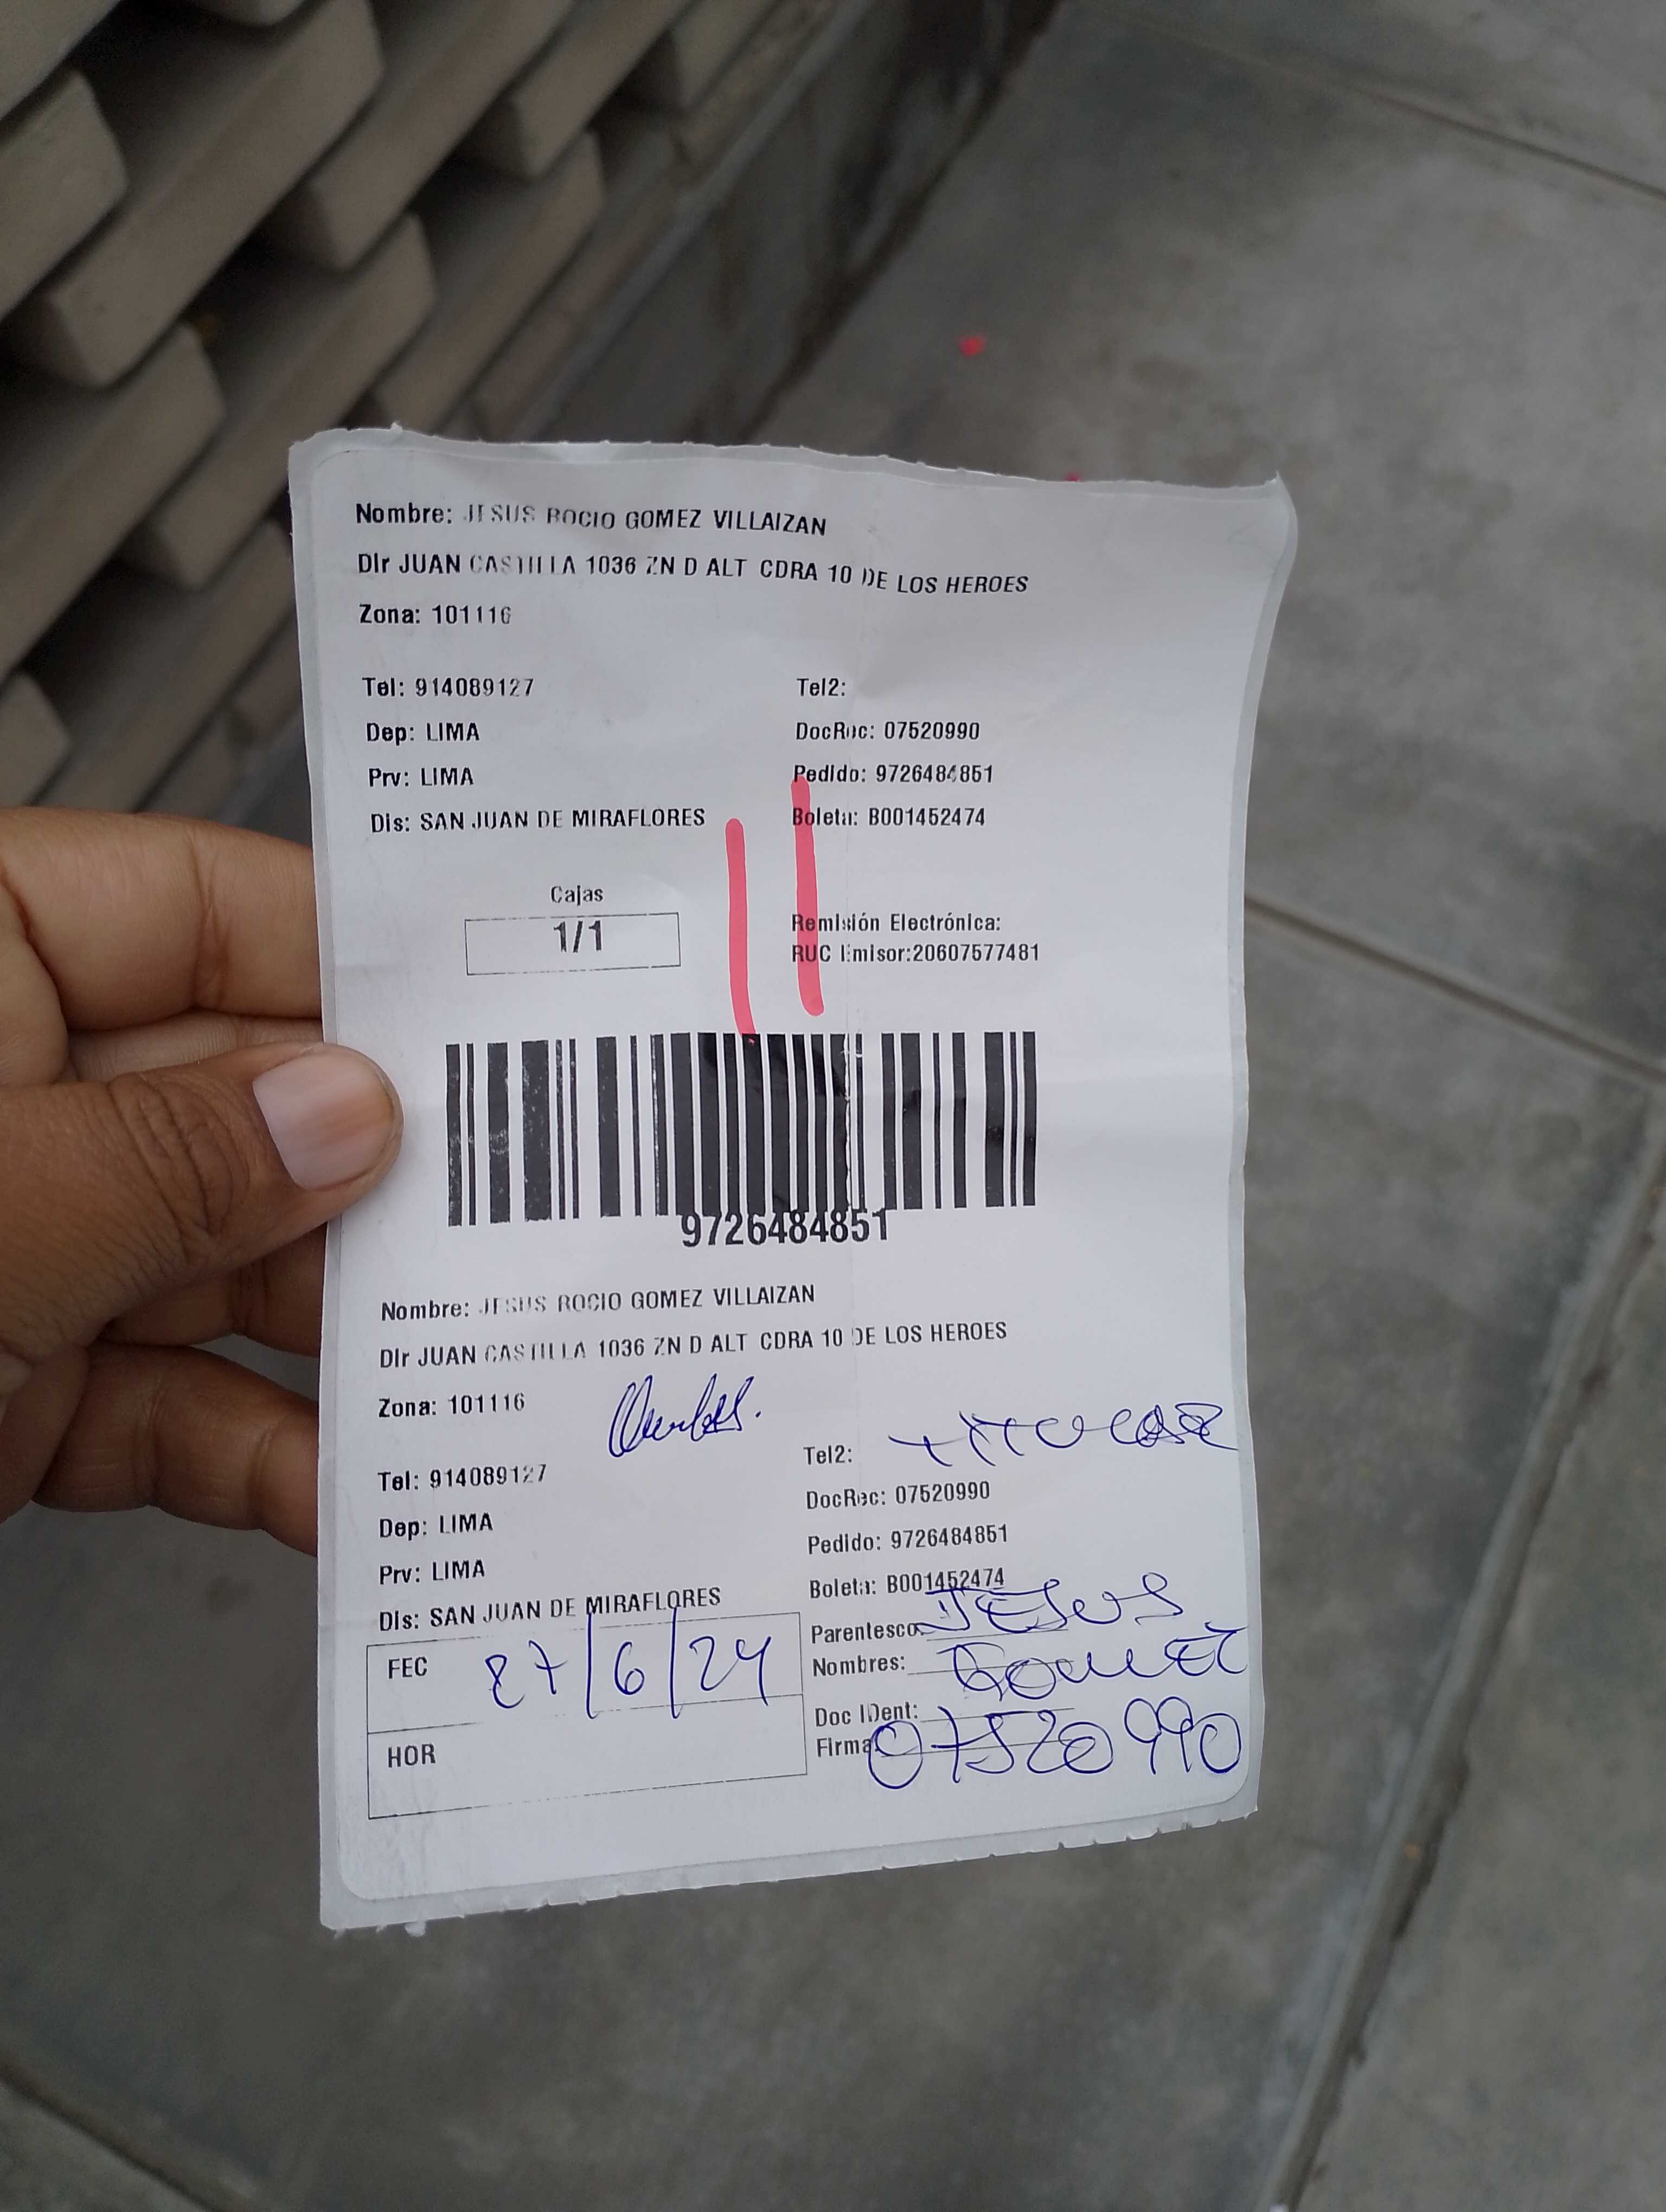 Nombre: JESUS ROCIO GOMEZ VILLAIZAN
Dir JUAN CASTILLA 1036 ZN D ALT CDRA 10 DE LOS HEROES
Zona: 101116
Tel: 914089127 Tel2:
Dep: LIMA DocRec: 07520990
Prv: LIMA Pedido: 9726484851
Dis: SAN JUAN DE MIRAFLORES Boleta: B001452474
Cajas
1/1
Remisión Electrónica:
RUC Emisor:20607577481
9726484851
Nombre: JESUS ROCIO GOMEZ VILLAIZAN
Dir JUAN CASTILLA 1036 ZN D ALT CDRA 10 DE LOS HEROES
Zona: 101116
Tel: 914089127 Tel2:
Dep: LIMA DocRec: 07520990
Prv: LIMA Pedido: 9726484851
Dis: SAN JUAN DE MIRAFLORES Boleta: B001452474
Parentesco: JESUS
Nombres: GOMEZ
FEC 27/6/24
Doc IDent:
Firma 07520990
HOR